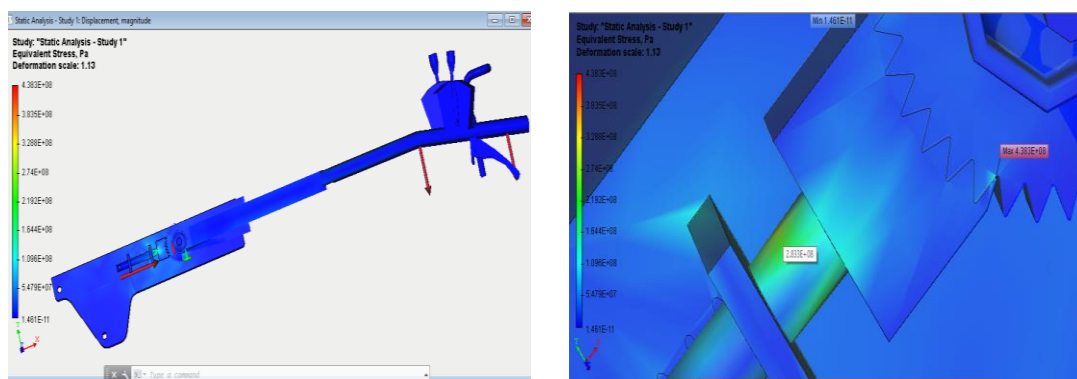 Static Analysis - Study 1: Displacement, magnitude
Study: "Static Analysis - Study 1"
Equivalent Stress, Pa
Deformation scale: 1.13
4.383E+08
3.835E+08
3.288E+08
2.74E+08
2.192E+08
1.644E+08
1.096E+08
5.479E+07
1.461E-11
Type a command
Min 1.461E-11
Study: "Static Analysis - Study 1"
Equivalent Stress, Pa
Deformation scale: 1.13
4.383E+08
3.835E+08
3.288E+08
2.74E+08
2.192E+08
1.644E+08
1.096E+08
5.479E+07
1.461E-11
Max 4.383E+08
2.833E+08